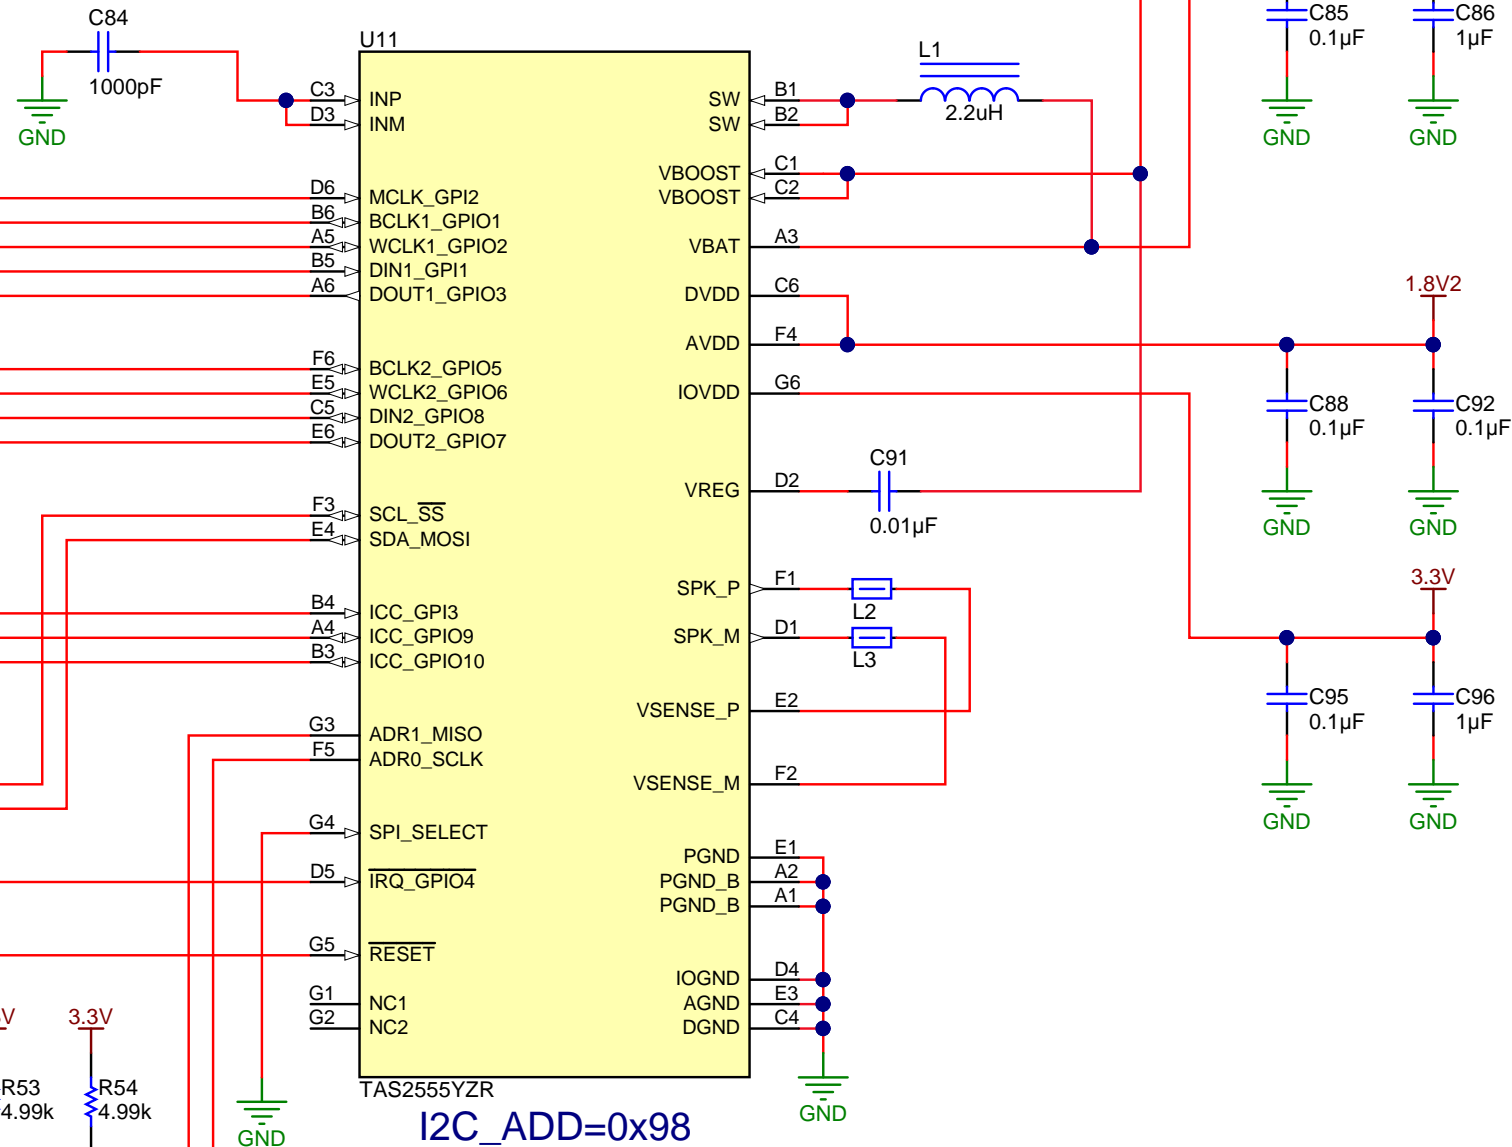 C84
1000pF
GND
U11
C3 INP
D3 INM
D6 MCLK_GPI2
B6 BCLK1_GPIO1
A5 WCLK1_GPIO2
B5 DIN1_GPI1
A6 DOUT1_GPIO3
F6 BCLK2_GPIO5
E5 WCLK2_GPIO6
C5 DIN2_GPIO8
E6 DOUT2_GPIO7
F3 SCL_SS
E4 SDA_MOSI
B4 ICC_GPI3
A4 ICC_GPIO9
B3 ICC_GPIO10
G3 ADR1_MISO
F5 ADR0_SCLK
G4 SPI_SELECT
D5 IRQ_GPIO4
G5 RESET
G1 NC1
G2 NC2
SW B1
SW B2
VBOOST C1
VBOOST C2
VBAT A3
DVDD C6
AVDD F4
IOVDD G6
VREG D2
SPK_P F1
SPK_M D1
VSENSE_P E2
VSENSE_M F2
PGND E1
PGND_B A2
PGND_B A1
IOGND D4
AGND E3
DGND C4
TAS2555YZR
I2C_ADD=0x98
L1
2.2uH
C91
0.01µF
L2
L3
GND
C85
0.1µF
GND
C86
1µF
GND
1.8V2
C88
0.1µF
GND
C92
0.1µF
GND
3.3V
C95
0.1µF
GND
C96
1µF
GND
V
3.3V
R53
4.99k
R54
4.99k
GND